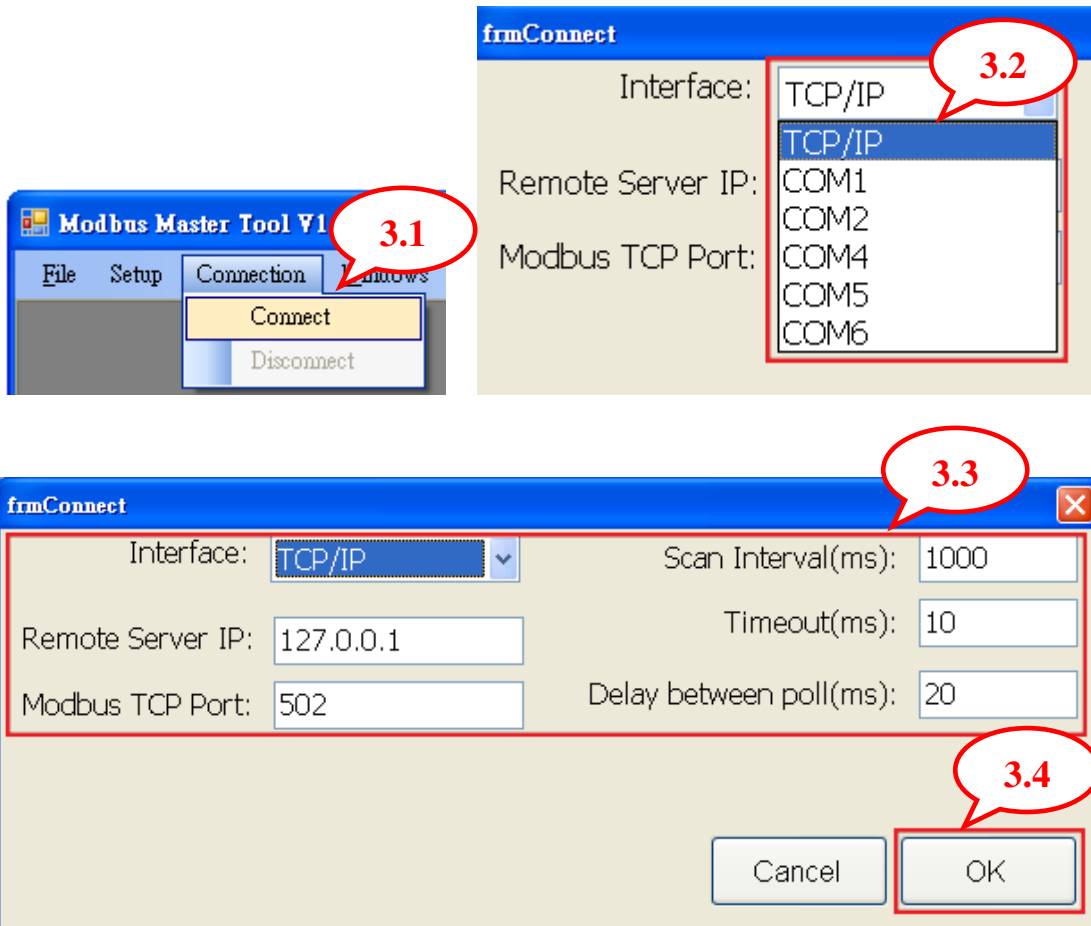 Modbus Master Tool V1
3.1
File Setup Connection
Connect
Disconnect
frmConnect
3.2
Interface: TCP/IP
TCP/IP
Remote Server IP: COM1
COM2
Modbus TCP Port: COM4
COM5
COM6
3.3
frmConnect
Interface: TCP/IP Scan Interval(ms): 1000
Remote Server IP: 127.0.0.1 Timeout(ms): 10
Modbus TCP Port: 502 Delay between poll(ms): 20
3.4
Cancel OK